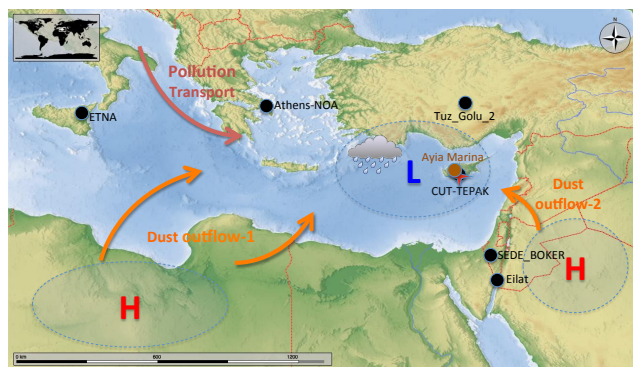 N
Pollution
Transport
ETNA
Athens-NOA
Tuz_Golu_2
Ayia Marina
L
CUT-TEPAK
Dust
outflow-2
Dust outflow-1
SEDE_BOKER
H
H
Eilat
0 km
600
1200